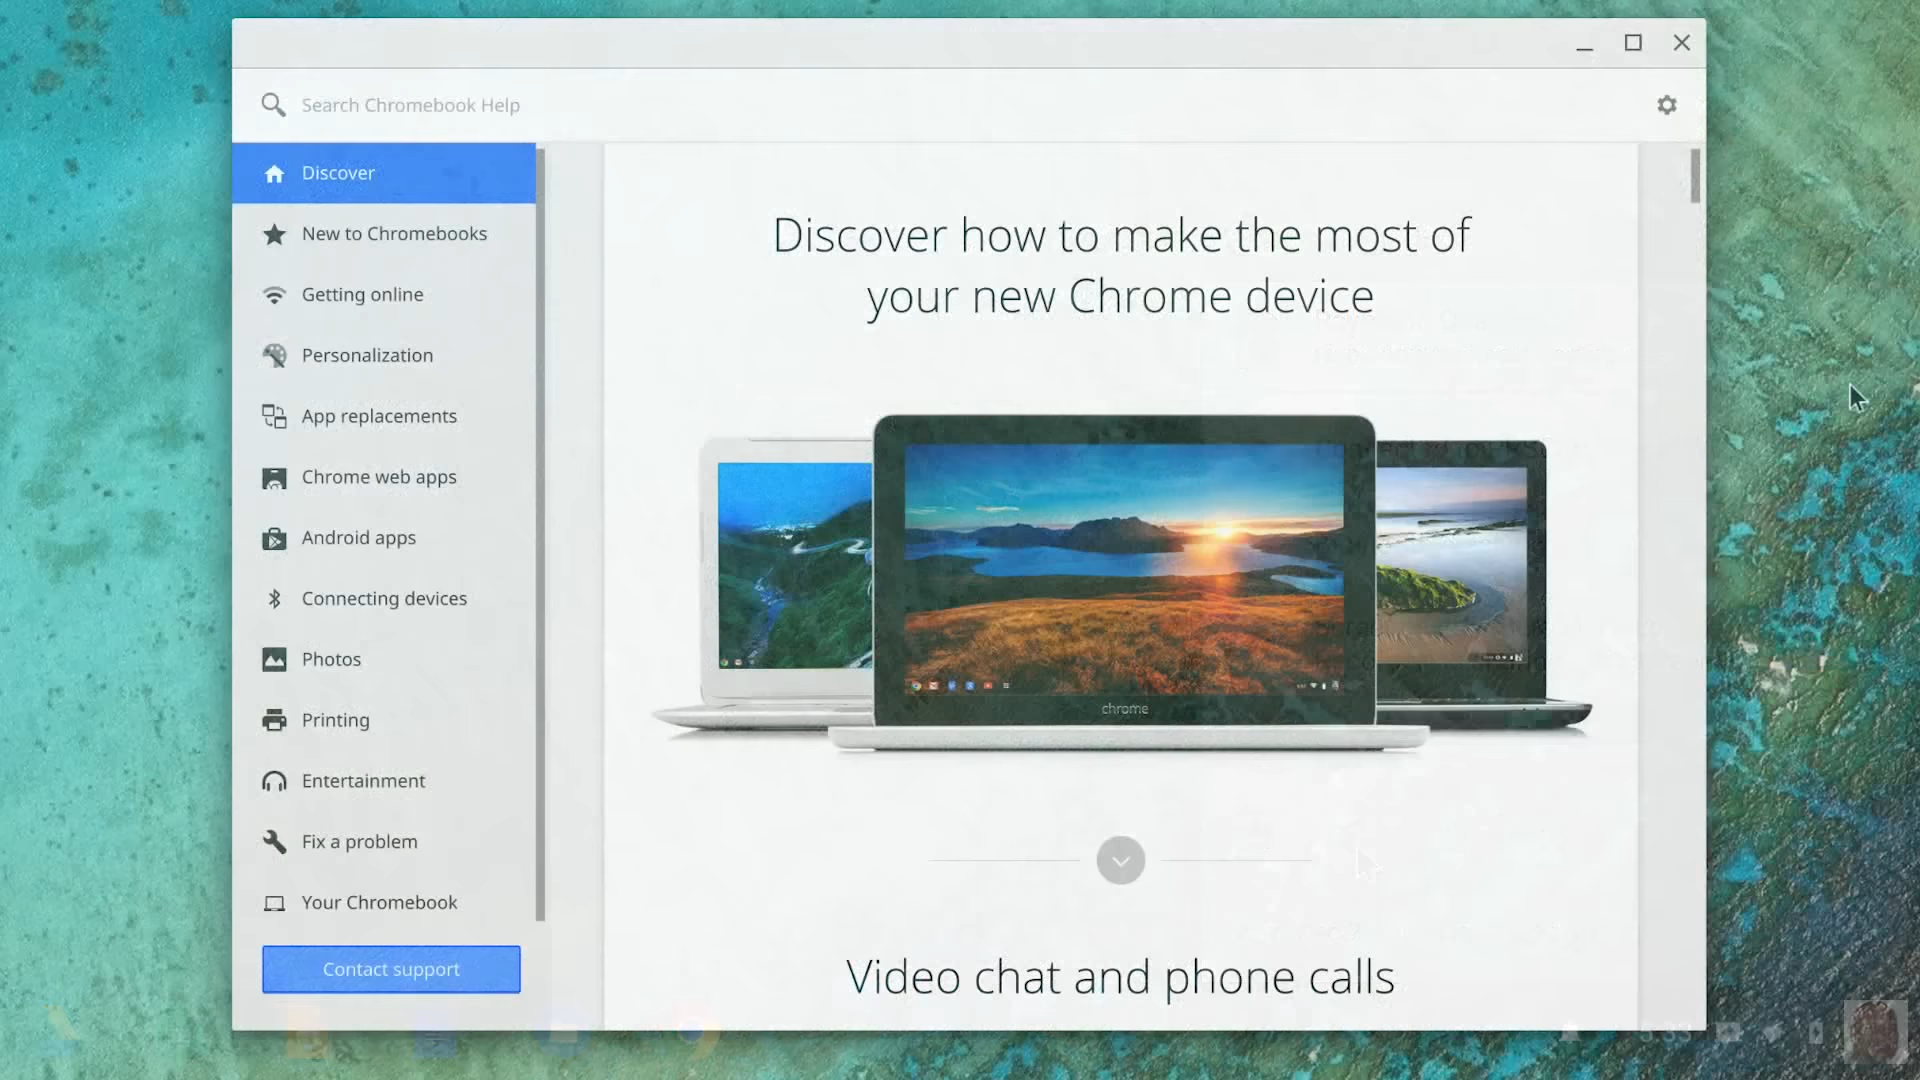 Search Chromebook Help
Discover
New to Chromebooks
Getting online
Personalization
App replacements
Chrome web apps
Android apps
Connecting devices
Photos
Printing
Entertainment
Fix a problem
Your Chromebook
Contact support
Discover how to make the most of
your new Chrome device
chrome
Video chat and phone calls
5:33